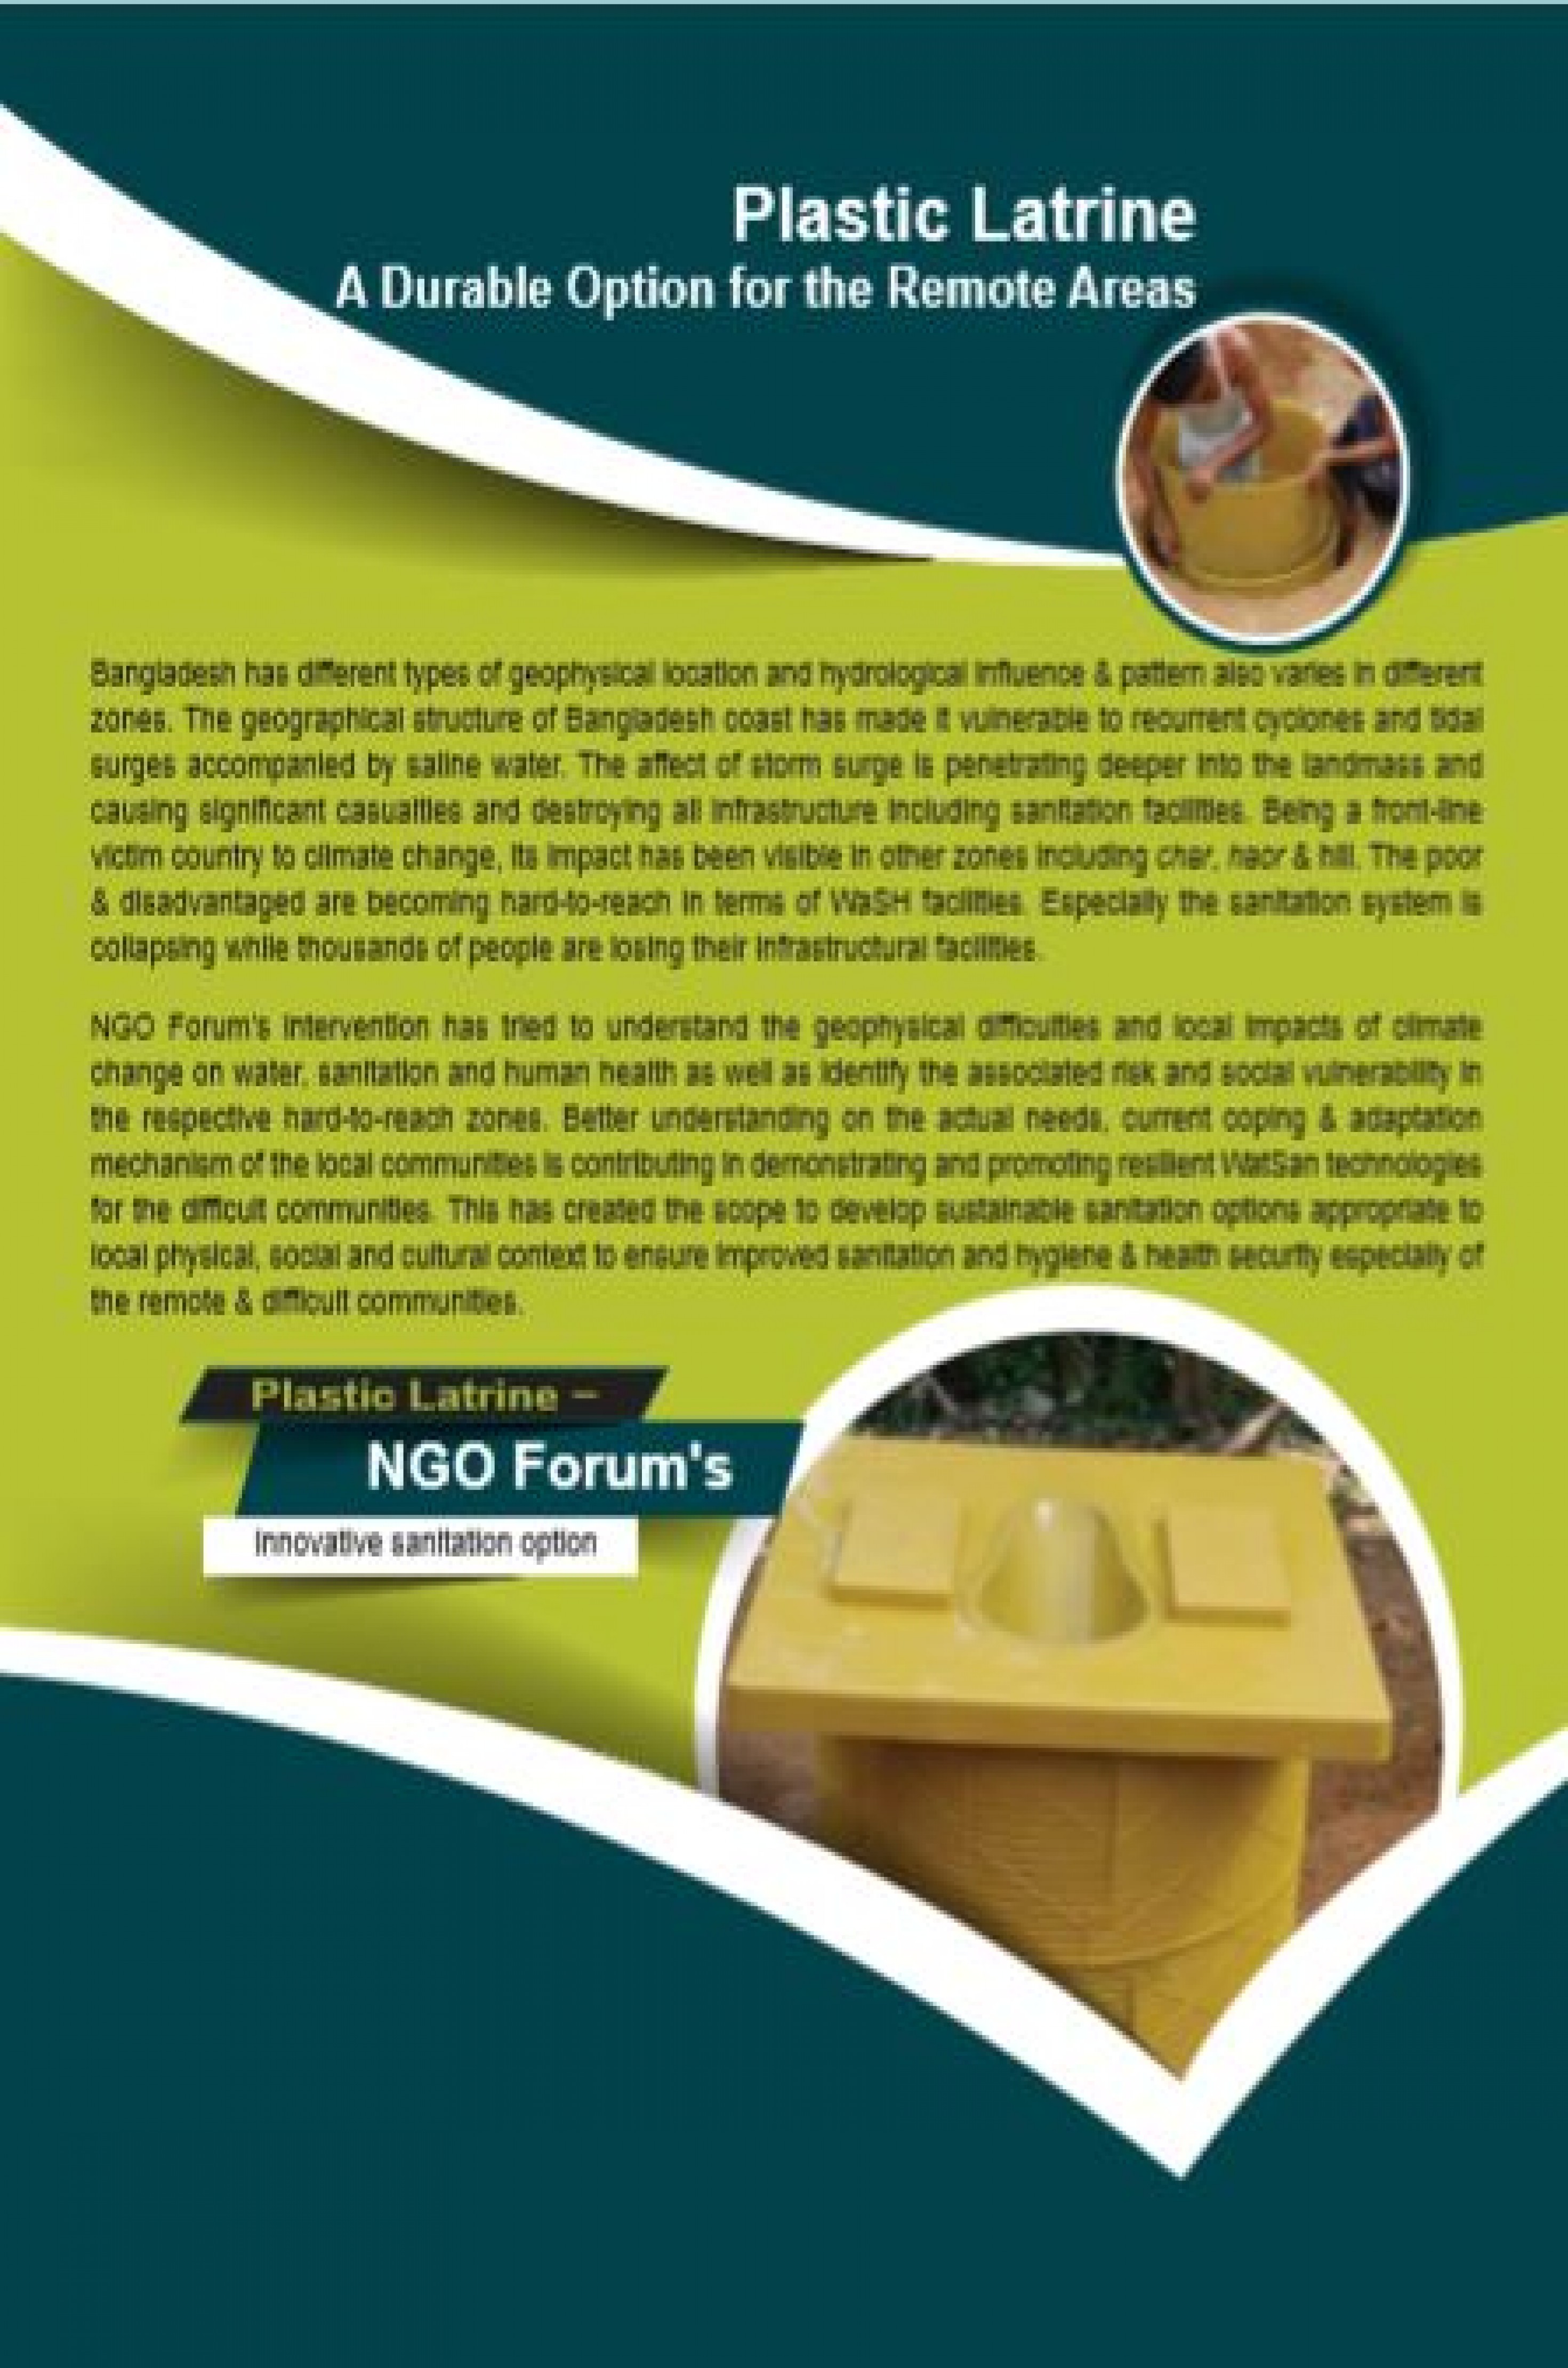 Plastic Latrine
A Durable Option for the Remote Areas
Bangladesh has different types of geophysical location and hydrological influence & pattern also varies in different
zones. The geographical structure of Bangladesh coast has made it vulnerable to recurrent cyclones and tidal
surges accompanied by saline water. The affect of storm surge is penetrating deeper into the landmass and
causing significant casualties and destroying all infrastructure including sanitation facilities. Being a front-line
victim country to climate change, its impact has been visible in other zones including char, haor & hill. The poor
& disadvantaged are becoming hard-to-reach in terms of WaSH facilities. Especially the sanitation system is
collapsing while thousands of people are losing their infrastructural facilities.
NGO Forum's intervention has tried to understand the geophysical difficulties and local impacts of climate
change on water, sanitation and human health as well as identify the associated risk and social vulnerability in
the respective hard-to-reach zones. Better understanding on the actual needs, current coping & adaptation
mechanism of the local communities is contributing in demonstrating and promoting resilient WatSan technologies
for the difficult communities. This has created the scope to develop sustainable sanitation options appropriate to
local physical, social and cultural context to ensure improved sanitation and hygiene & health security especially of
the remote & difficult communities.
Plastic Latrine –
NGO Forum's
innovative sanitation option